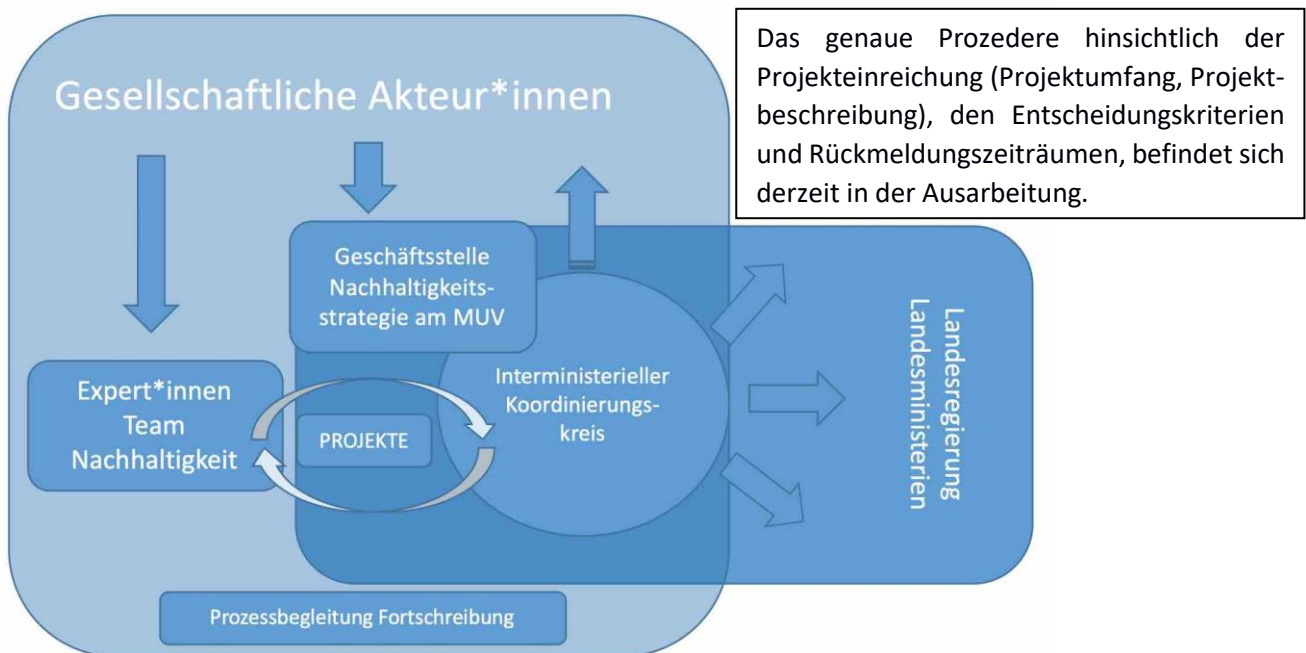 Das genaue Prozedere hinsichtlich der
Projekteinreichung (Projektumfang, Projekt-
beschreibung), den Entscheidungskriterien
und Rückmeldungszeiträumen, befindet sich
derzeit in der Ausarbeitung.
Gesellschaftliche Akteur*innen
Geschäftsstelle
Nachhaltigkeits-
strategie am MUV
Expert*innen
Team
Nachhaltigkeit
PROJEKTE
Interministerieller
Koordinierungs-
kreis
Landesregierung
Landesministerien
Prozessbegleitung Fortschreibung